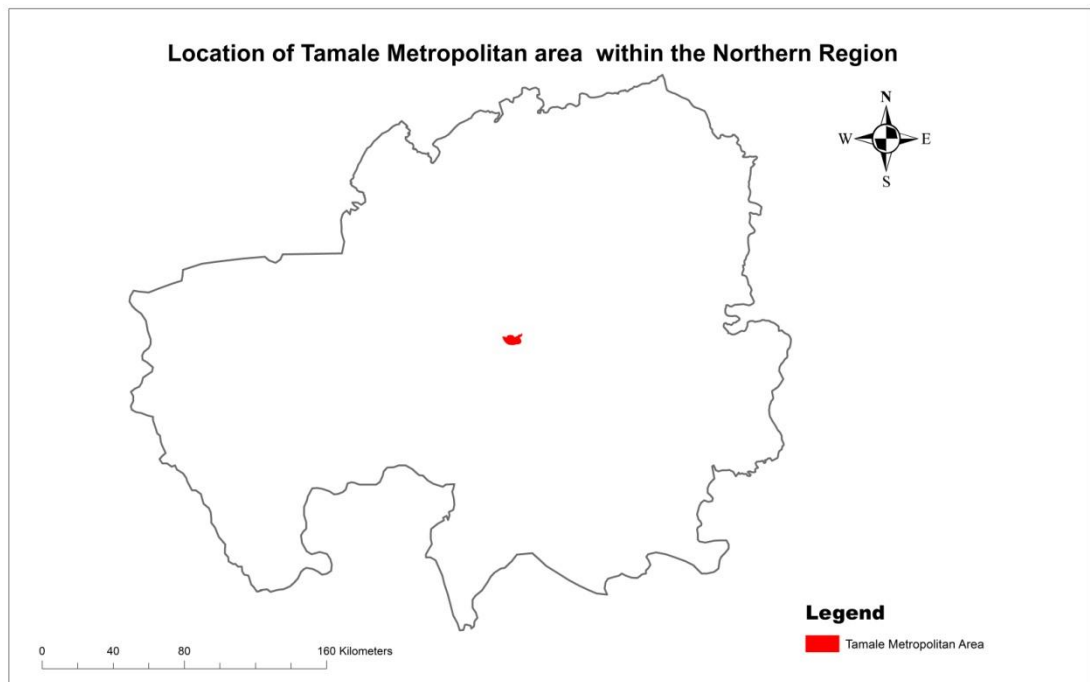 Location of Tamale Metropolitan area  within the Northern Region
N
W E
S
Legend
Tamale Metropolitan Area
0 40 80 160 Kilometers